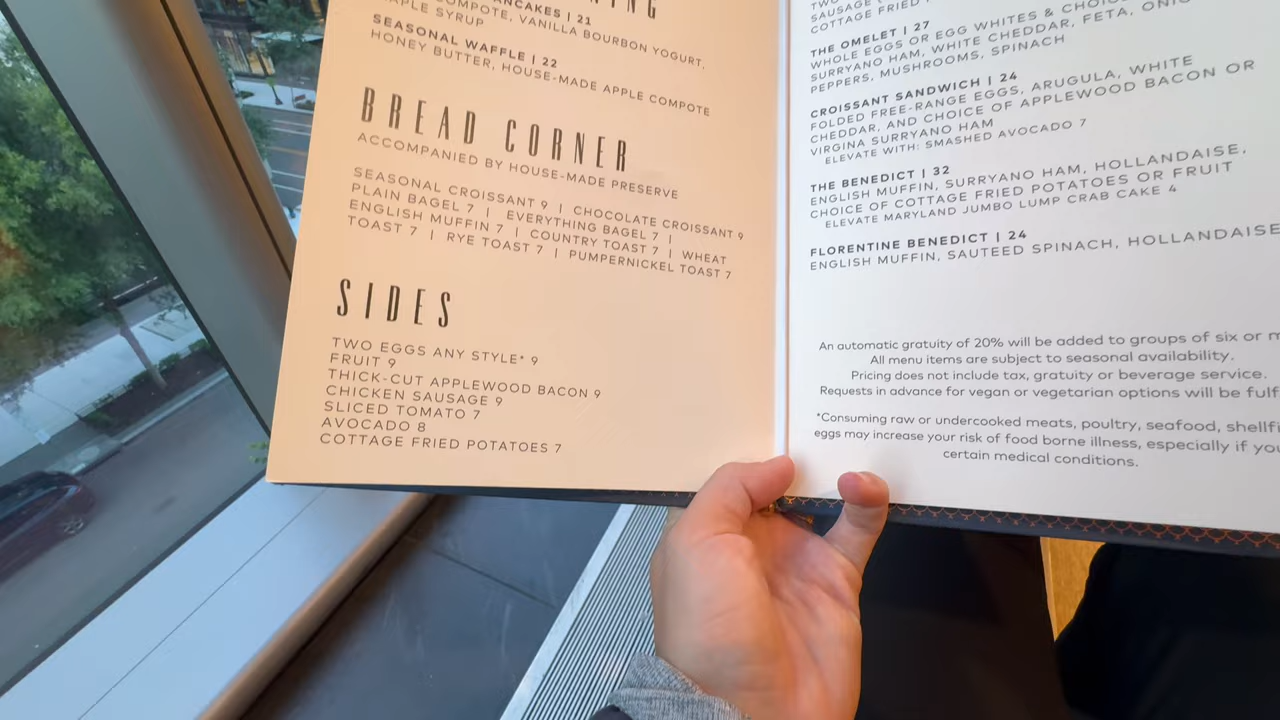 ANCAKES | 21
OMPOTE, VANILLA BOURBON YOGURT,
APLE SYRUP
SEASONAL WAFFLE | 22
HONEY BUTTER, HOUSE-MADE APPLE COMPOTE
BREAD CORNER
ACCOMPANIED BY HOUSE-MADE PRESERVE
SEASONAL CROISSANT 9 | CHOCOLATE CROISSANT 9
PLAIN BAGEL 7 | EVERYTHING BAGEL 7 |
ENGLISH MUFFIN 7 | COUNTRY TOAST 7 | WHEAT
TOAST 7 | RYE TOAST 7 | PUMPERNICKEL TOAST 7
SIDES
TWO EGGS ANY STYLE* 9
FRUIT 9
THICK-CUT APPLEWOOD BACON 9
CHICKEN SAUSAGE 9
SLICED TOMATO 7
AVOCADO 8
COTTAGE FRIED POTATOES 7
SAUSAGE
COTTAGE FRIED
THE OMELET | 27
WHOLE EGGS OR EGG WHITES & CHOI
SURRYANO HAM, WHITE CHEDDAR, FETA, ONIO
PEPPERS, MUSHROOMS, SPINACH
CROISSANT SANDWICH | 24
FOLDED FREE-RANGE EGGS, ARUGULA, WHITE
CHEDDAR, AND CHOICE OF APPLEWOOD BACON OR
VIRGINA SURRYANO HAM
ELEVATE WITH: SMASHED AVOCADO 7
THE BENEDICT | 32
ENGLISH MUFFIN, SURRYANO HAM, HOLLANDAISE,
CHOICE OF COTTAGE FRIED POTATOES OR FRUIT
ELEVATE MARYLAND JUMBO LUMP CRAB CAKE 4
FLORENTINE BENEDICT | 24
ENGLISH MUFFIN, SAUTEED SPINACH, HOLLANDAISE
An automatic gratuity of 20% will be added to groups of six or m
All menu items are subject to seasonal availability.
Pricing does not include tax, gratuity or beverage service.
Requests in advance for vegan or vegetarian options will be fulf
*Consuming raw or undercooked meats, poultry, seafood, shellfi
eggs may increase your risk of food borne illness, especially if you
certain medical conditions.